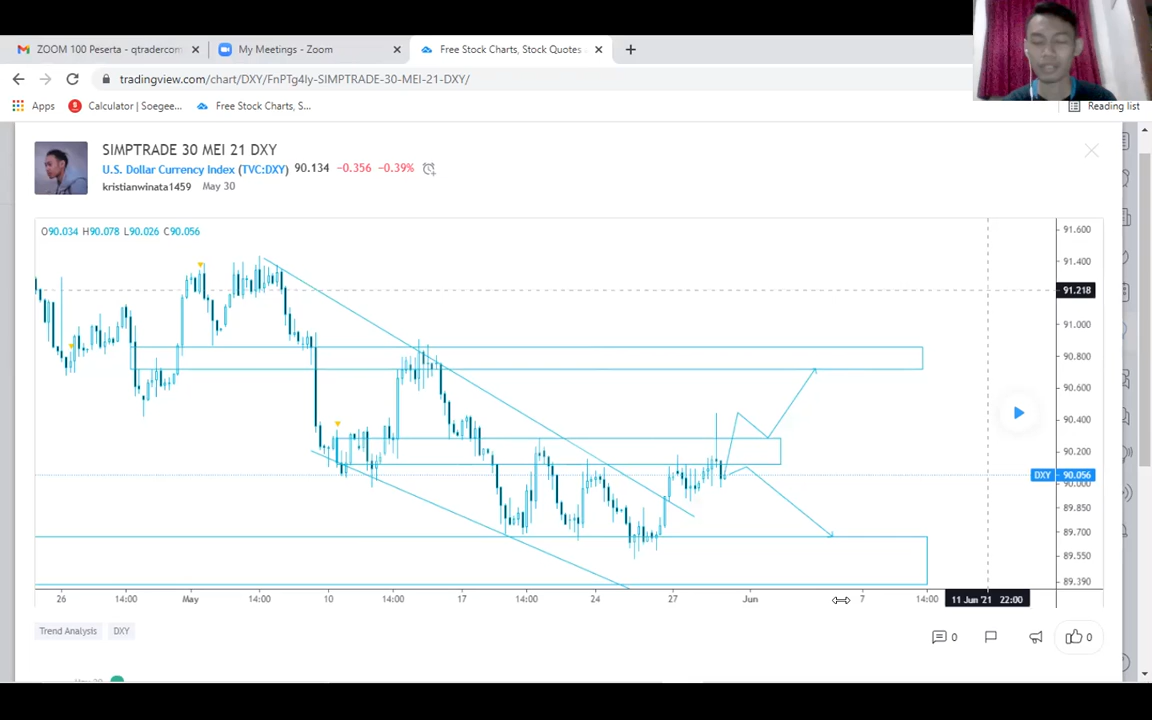 ZOOM 100 Peserta - qtradercom
My Meetings - Zoom
Free Stock Charts, Stock Quotes
tradingview.com/chart/DXY/FnPTg4Iy-SIMPTRADE-30-MEI-21-DXY/
Apps
Calculator | Soegee...
Free Stock Charts, S...
Reading list
SIMPTRADE 30 MEI 21 DXY
U.S. Dollar Currency Index (TVC:DXY) 90.134 −0.356 −0.39%
kristianwinata1459 May 30
O90.034 H90.078 L90.026 C90.056
91.600
91.400
91.218
91.000
90.800
90.600
90.400
90.200
DXY 90.056
90.000
89.850
89.700
89.550
89.390
26 14:00 May 14:00 10 14:00 17 14:00 24 27 Jun 7 14:00 11 Jun '21 22:00
Trend Analysis DXY
0 0